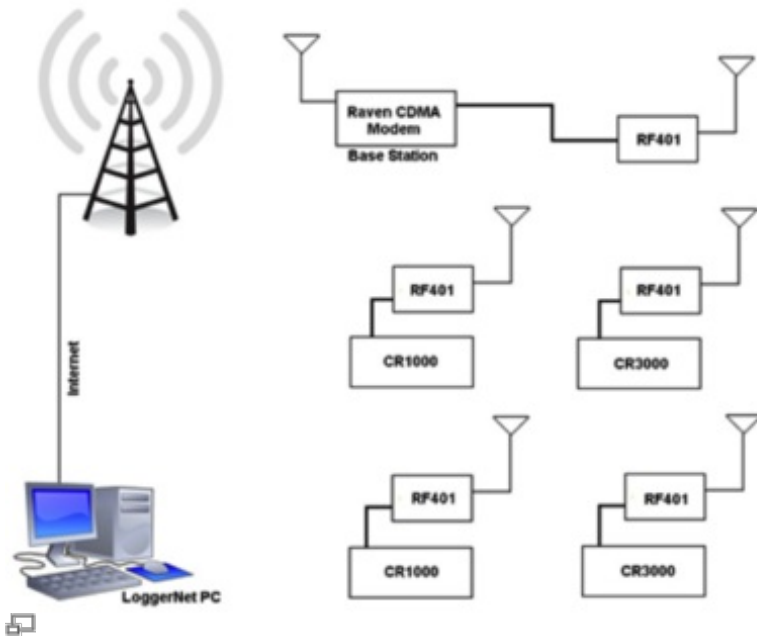 Raven CDMA
Modem
Base Station
RF401
RF401
RF401
CR1000
CR3000
Internet
RF401
RF401
CR1000
CR3000
LoggerNet PC